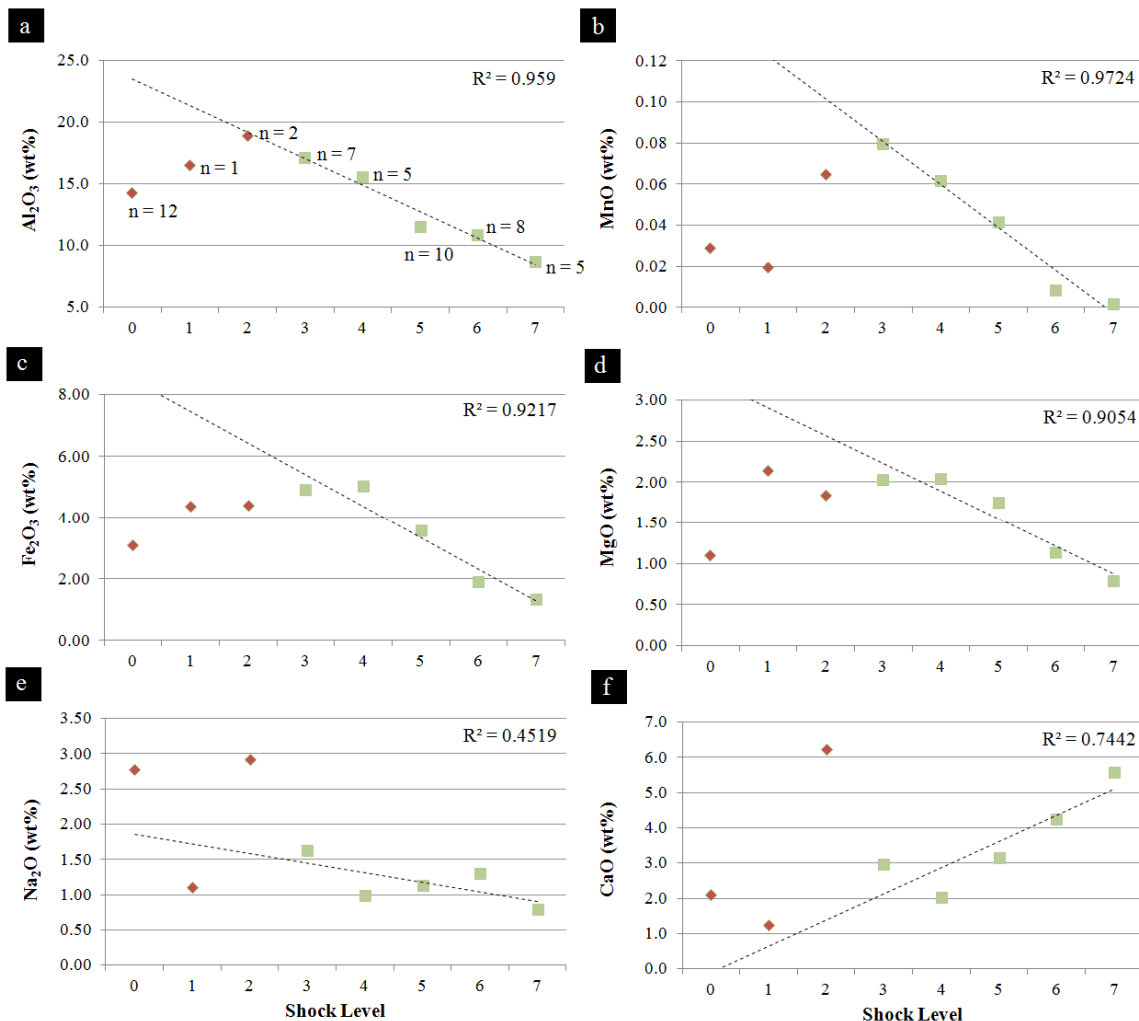 a
Al₂O₃ (wt%)
25.0
20.0
15.0
10.0
5.0
R² = 0.959
n = 12
n = 1
n = 2
n = 7
n = 5
n = 10
n = 8
n = 5
0 1 2 3 4 5 6 7
b
MnO (wt%)
0.12
0.10
0.08
0.06
0.04
0.02
0.00
R² = 0.9724
0 1 2 3 4 5 6 7
c
Fe₂O₃ (wt%)
8.00
6.00
4.00
2.00
0.00
R² = 0.9217
0 1 2 3 4 5 6 7
d
MgO (wt%)
3.00
2.50
2.00
1.50
1.00
0.50
0.00
R² = 0.9054
0 1 2 3 4 5 6 7
e
Na₂O (wt%)
3.50
3.00
2.50
2.00
1.50
1.00
0.50
0.00
R² = 0.4519
0 1 2 3 4 5 6 7
Shock Level
f
CaO (wt%)
7.0
6.0
5.0
4.0
3.0
2.0
1.0
0.0
R² = 0.7442
0 1 2 3 4 5 6 7
Shock Level